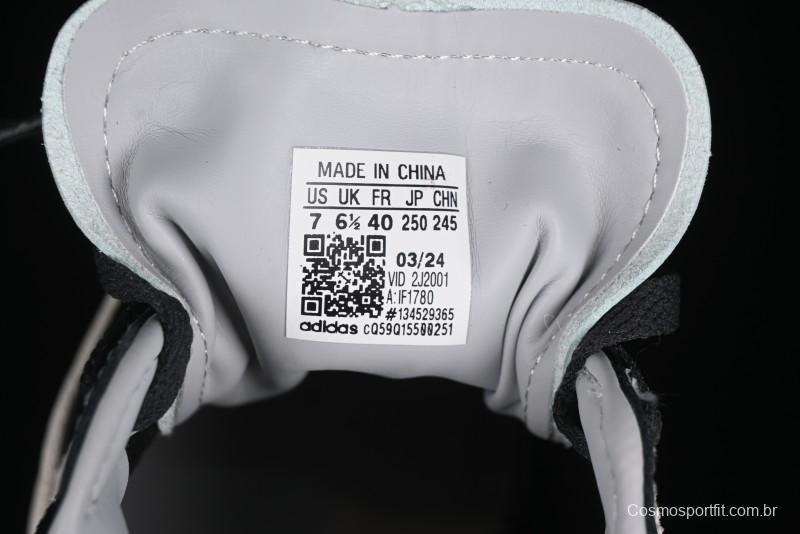 MADE IN CHINA
US UK FR JP CHN
7 6½ 40 250 245
03/24
VID 2J2001
A:IF1780
#134529365
adidas cQ59Q15500251
Cosmosportfit.com.br